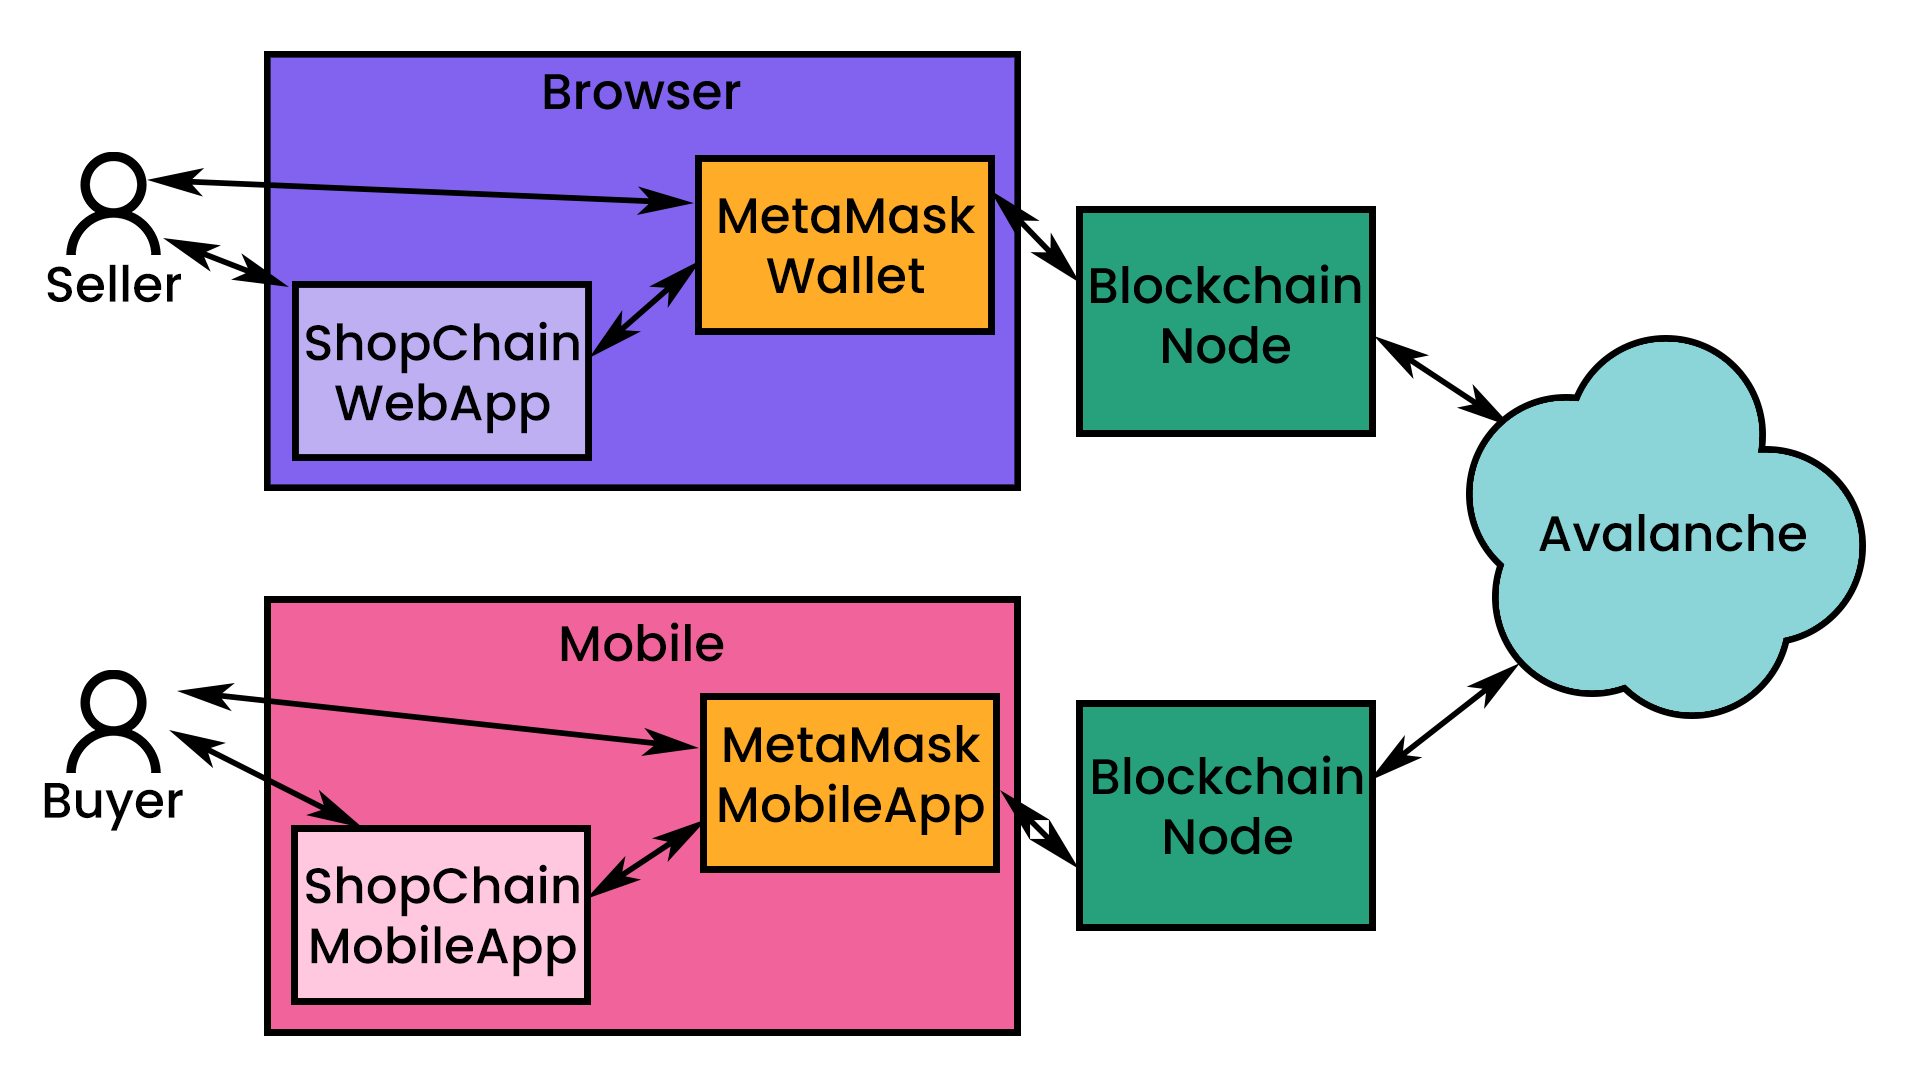 Browser
MetaMask
Wallet
Seller
ShopChain
WebApp
Blockchain
Node
Avalanche
Mobile
MetaMask
MobileApp
Buyer
ShopChain
MobileApp
Blockchain
Node